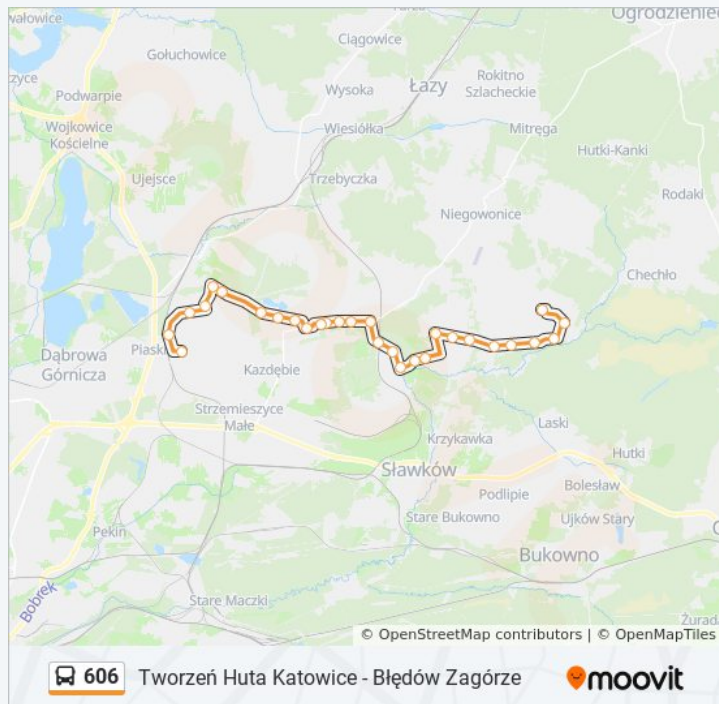 wałowice
Ogrodzieniec
Ciągowice
Gołuchowice
zyce
Podwarpie
Wysoka
Łazy
Rokitno
Szlacheckie
Wojkowice
Kościelne
Wiesiółka
Mitręga
Hutki-Kanki
Ujejsce
Trzebyczka
Rodaki
Niegowonice
Chechło
Piaski
Dąbrowa
Górnicza
Kazdębie
Strzemieszyce
Małe
Krzykawka
Laski
Hutki
Sławków
Bolesław
Podlipie
Stare Bukowno
Ujków Stary
Pekin
Bukowno
Bobrek
Stare Maczki
Żurada
© OpenStreetMap contributors | © OpenMapTiles
606 Tworzeń Huta Katowice - Błędów Zagórze
moovit